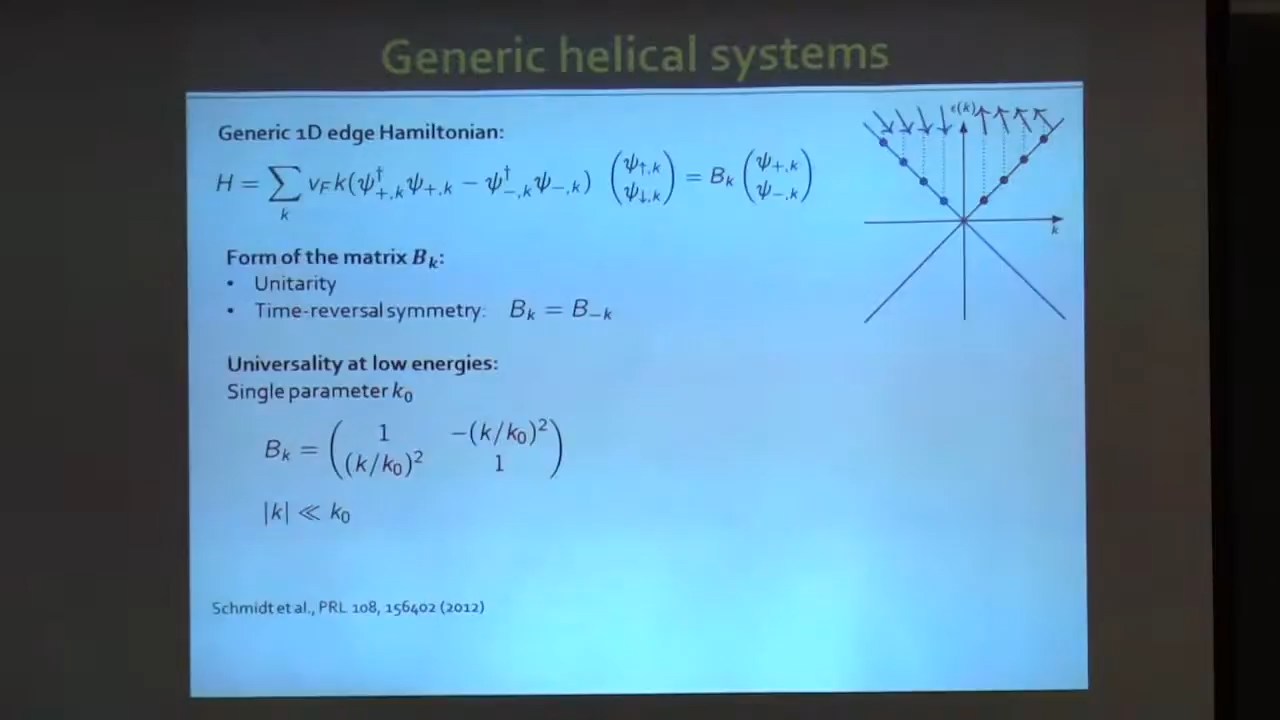 Generic helical systems
Generic 1D edge Hamiltonian:
H = ∑_k v_F k(ψ†_{+,k}ψ_{+,k} − ψ†_{−,k}ψ_{−,k}) (ψ_{↑,k} ψ_{↓,k}) = B_k (ψ_{+,k} ψ_{−,k})
ε(k)
k
Form of the matrix B_k:
• Unitarity
• Time-reversal symmetry: B_k = B_{−k}
Universality at low energies:
Single parameter k_0
B_k = (1 −(k/k_0)²
(k/k_0)² 1)
|k| ≪ k_0
Schmidt et al., PRL 108, 156402 (2012)